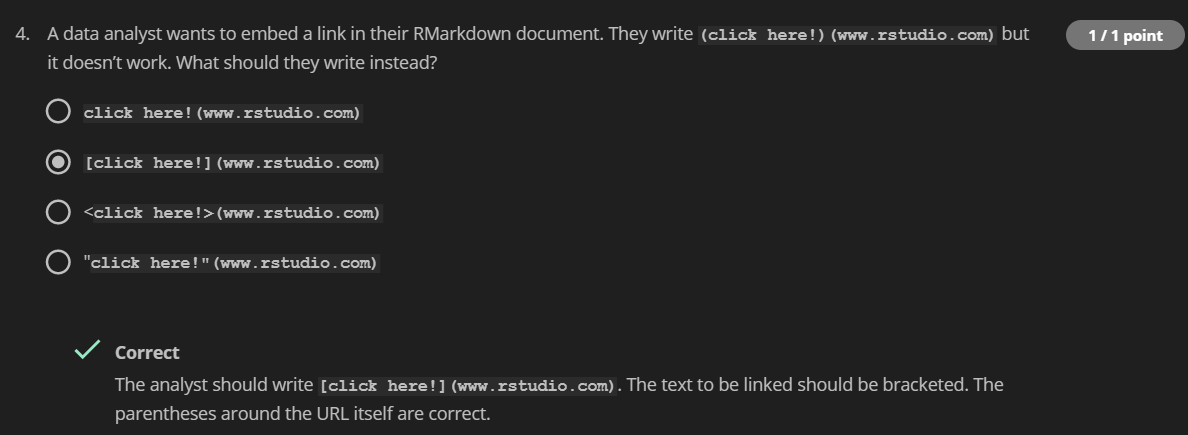 4. A data analyst wants to embed a link in their RMarkdown document. They write (click here!)(www.rstudio.com) but 1 / 1 point
it doesn’t work. What should they write instead?
click here!(www.rstudio.com)
[click here!](www.rstudio.com)
<click here!>(www.rstudio.com)
"click here!"(www.rstudio.com)
Correct
The analyst should write [click here!](www.rstudio.com). The text to be linked should be bracketed. The
parentheses around the URL itself are correct.